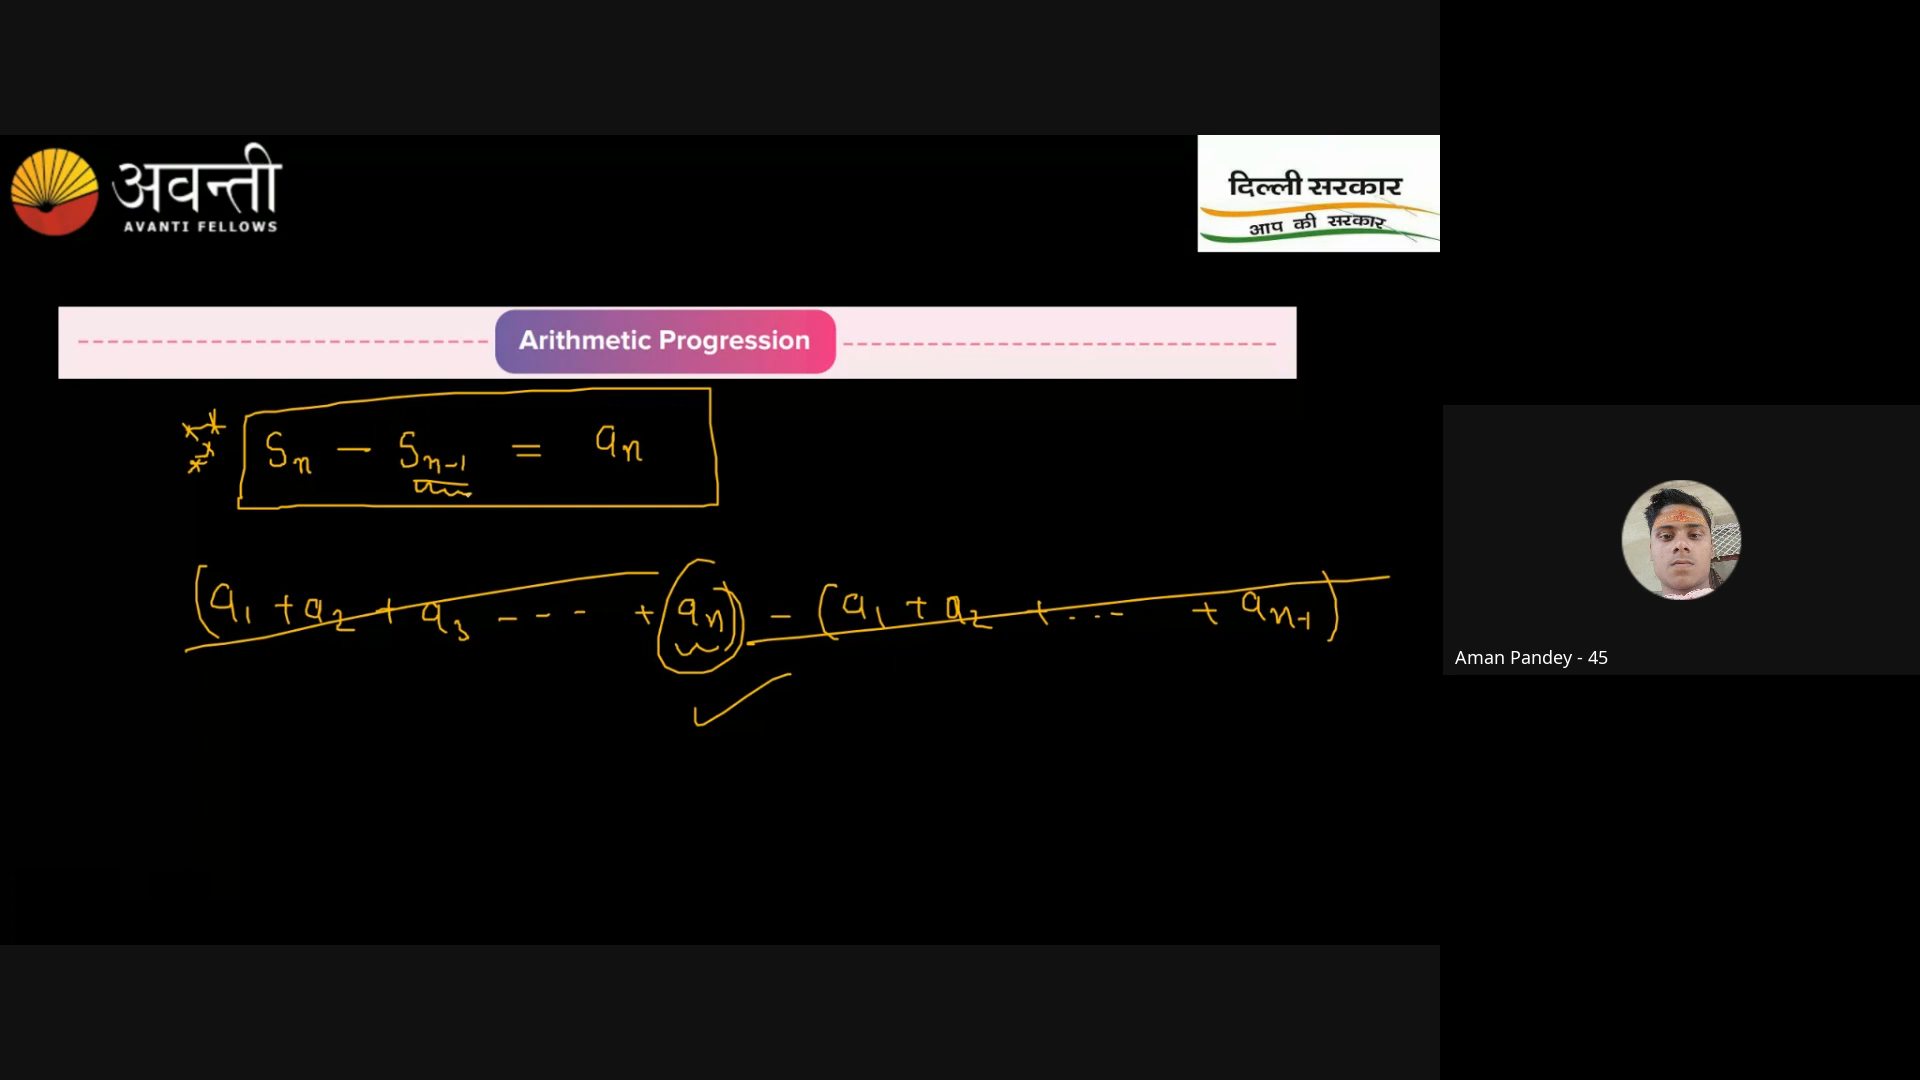 अवन्ती
AVANTI FELLOWS
दिल्ली सरकार
आप की सरकार
Arithmetic Progression
Sₙ - Sₙ₋₁ = aₙ
(a₁ + a₂ + a₃ - - - + aₙ) - (a₁ + a₂ + ... + aₙ₋₁)
Aman Pandey - 45